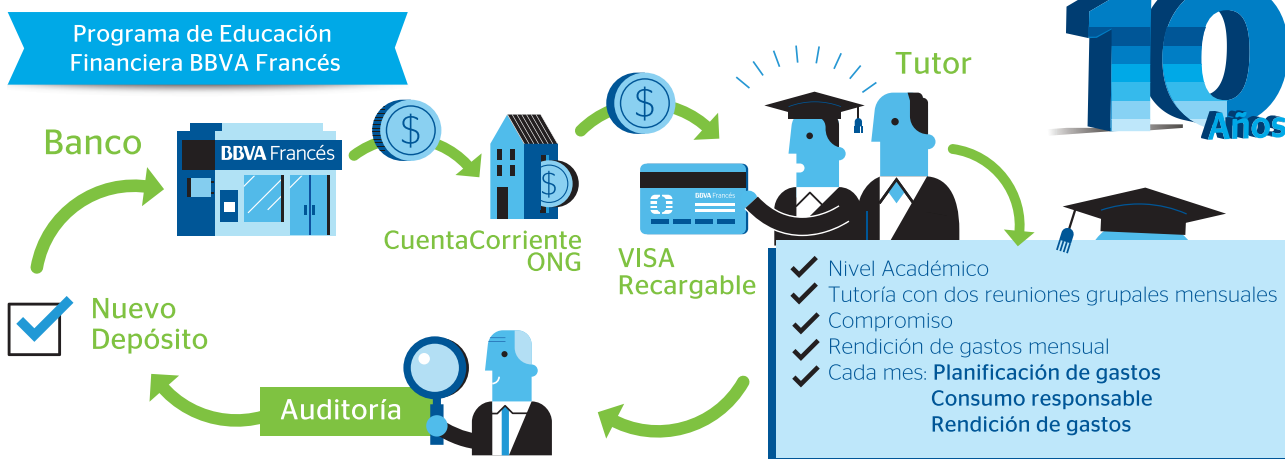 Programa de Educación
Financiera BBVA Francés
10
Años
Banco
BBVA Francés
$
$
$
CuentaCorriente
ONG
BBVA Francés
VISA
Recargable
Tutor
Nivel Académico
Tutoría con dos reuniones grupales mensuales
Compromiso
Rendición de gastos mensual
Cada mes: Planificación de gastos
Consumo responsable
Rendición de gastos
Auditoría
Nuevo
Depósito